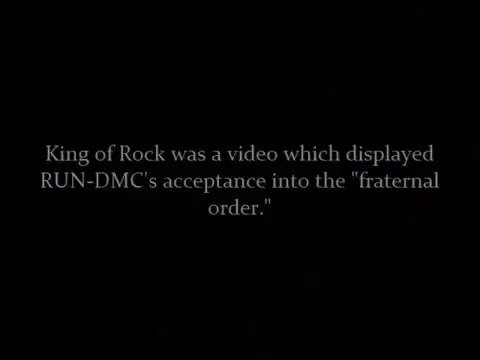 King of Rock was a video which displayed
RUN-DMC's acceptance into the "fraternal
order."